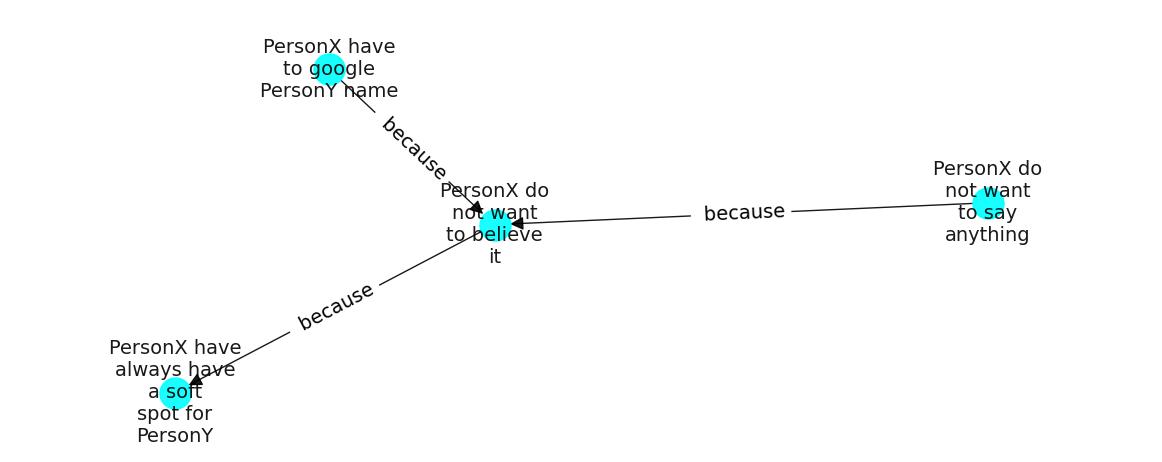 PersonX have
to google
PersonY name
because
PersonX do
not want
to believe
it
because
PersonX do
not want
to say
anything
because
PersonX have
always have
a soft
spot for
PersonY